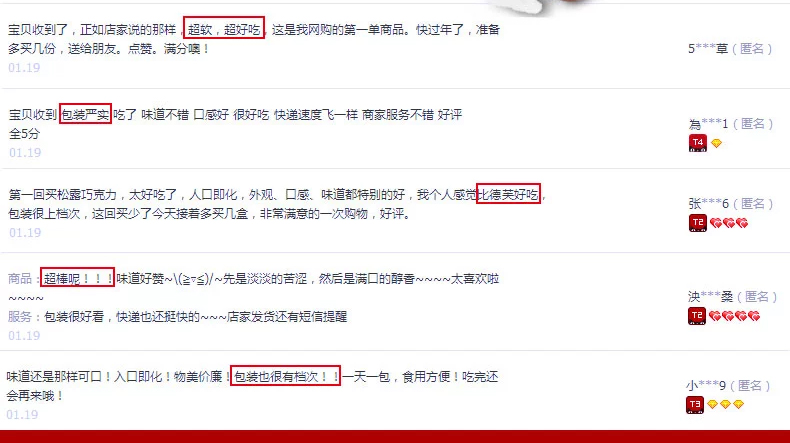 宝贝收到了，正如店家说的那样，超软，超好吃，这是我网购的第一单商品。快过年了，准备
多买几份，送给朋友。点赞。满分噢！
01.19
5***草（匿名）
宝贝收到 包装严实 吃了 味道不错 口感好 很好吃 快递速度飞一样 商家服务不错 好评
全5分
01.19
為***1（匿名）
T4
第一回买松露巧克力，太好吃了，人口即化，外观、口感、味道都特别的好，我个人感觉比德芙好吃，
包装很上档次，这回买少了今天接着多买几盒，非常满意的一次购物，好评。
01.19
张***6（匿名）
T2
商品：超棒呢！！！味道好赞~\(≧▽≦)/~先是淡淡的苦涩，然后是满口的醇香~~~~太喜欢啦
~~~~
服务：包装很好看，快递也还挺快的~~~店家发货还有短信提醒
01.19
泱***桑（匿名）
T2
味道还是那样可口！入口即化！物美价廉！包装也很有档次！！一天一包，食用方便！吃完还
会再来哦！
01.19
小***9（匿名）
T3